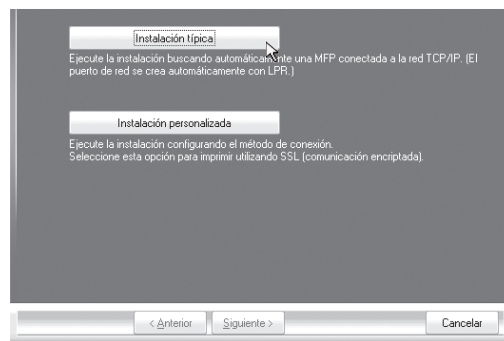 Instalación típica
Ejecute la instalación buscando automáticamente una MFP conectada a la red TCP/IP. (El
puerto de red se crea automáticamente con LPR.)
Instalación personalizada
Ejecute la instalación configurando el método de conexión.
Seleccione esta opción para imprimir utilizando SSL (comunicación encriptada).
< Anterior
Siguiente >
Cancelar